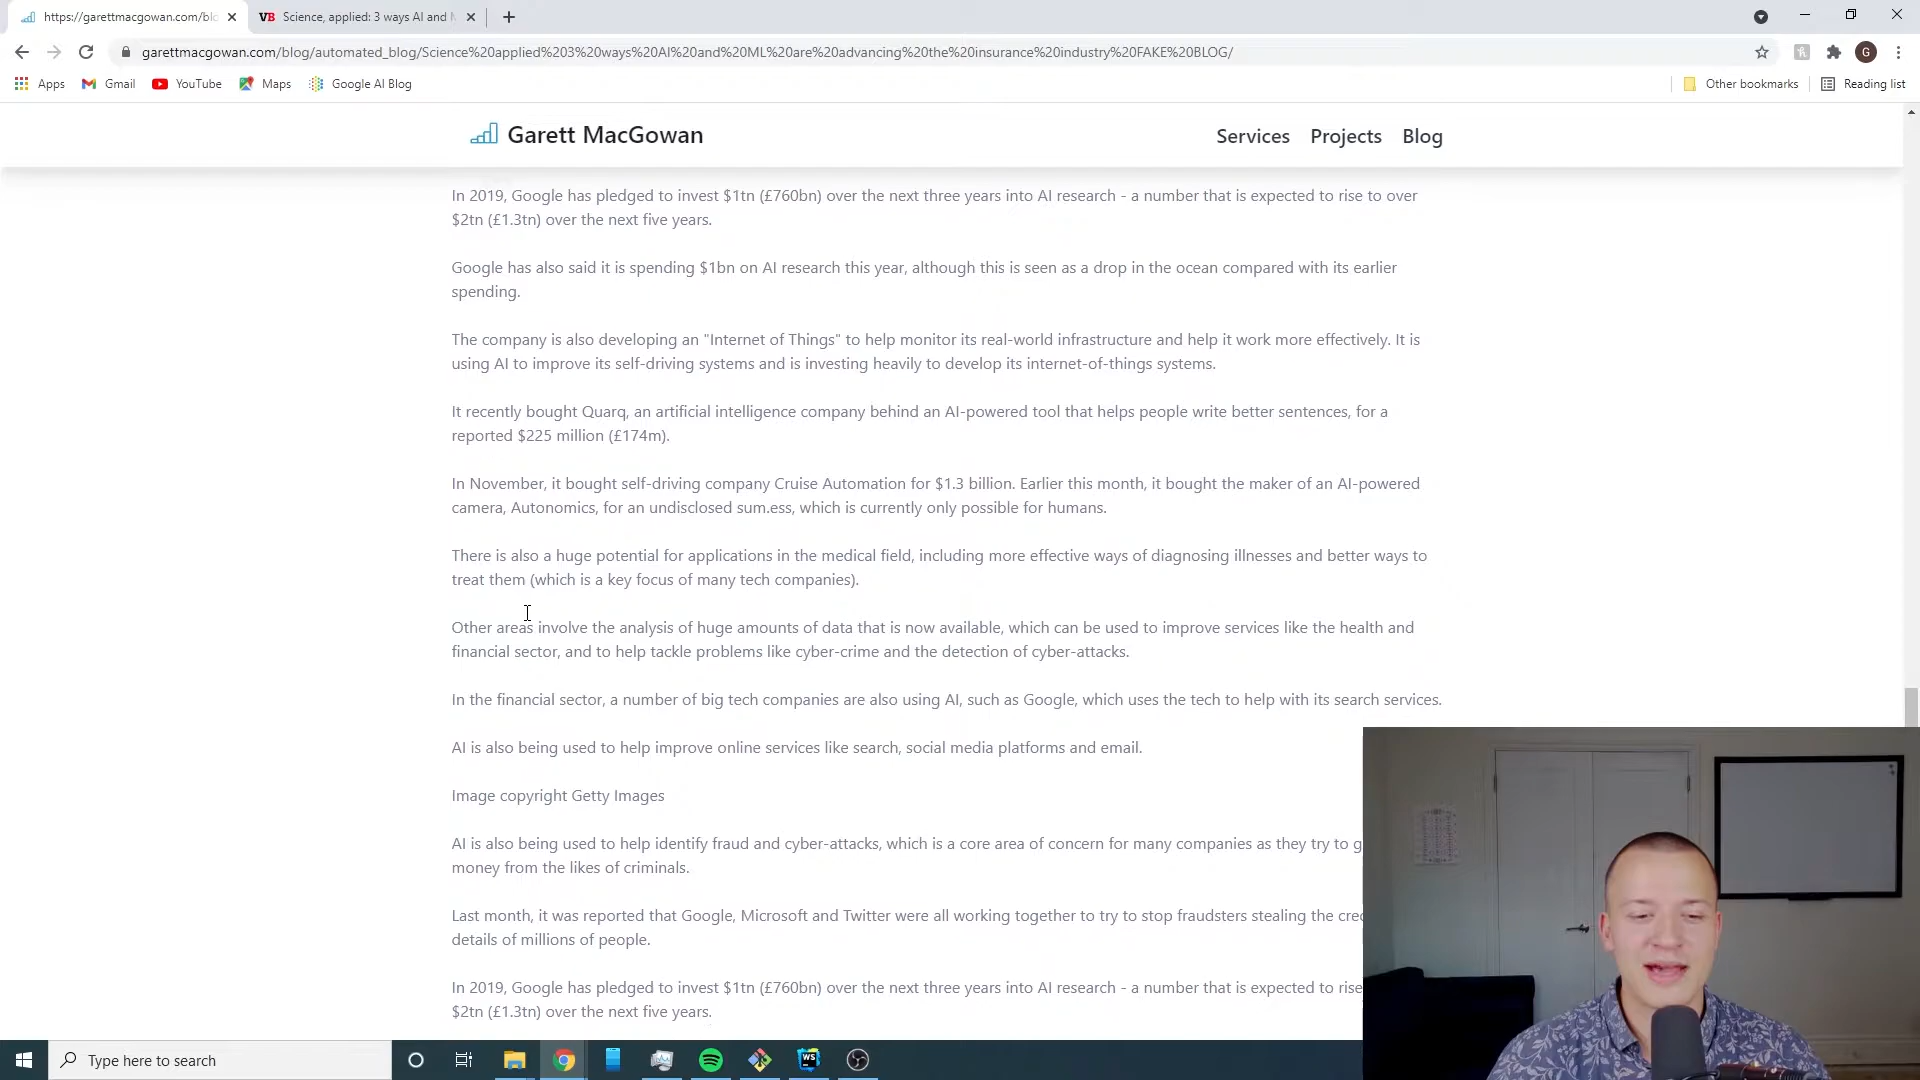 https://garettmacgowan.com/blo
VB Science, applied: 3 ways AI and M
garettmacgowan.com/blog/automated_blog/Science%20applied%203%20ways%20AI%20and%20ML%20are%20advancing%20the%20insurance%20industry%20FAKE%20BLOG/
G
Apps Gmail YouTube Maps Google AI Blog Other bookmarks Reading list
Garett MacGowan Services Projects Blog
In 2019, Google has pledged to invest $1tn (£760bn) over the next three years into AI research - a number that is expected to rise to over
$2tn (£1.3tn) over the next five years.
Google has also said it is spending $1bn on AI research this year, although this is seen as a drop in the ocean compared with its earlier
spending.
The company is also developing an "Internet of Things" to help monitor its real-world infrastructure and help it work more effectively. It is
using AI to improve its self-driving systems and is investing heavily to develop its internet-of-things systems.
It recently bought Quarq, an artificial intelligence company behind an AI-powered tool that helps people write better sentences, for a
reported $225 million (£174m).
In November, it bought self-driving company Cruise Automation for $1.3 billion. Earlier this month, it bought the maker of an AI-powered
camera, Autonomics, for an undisclosed sum.ess, which is currently only possible for humans.
There is also a huge potential for applications in the medical field, including more effective ways of diagnosing illnesses and better ways to
treat them (which is a key focus of many tech companies).
Other areas involve the analysis of huge amounts of data that is now available, which can be used to improve services like the health and
financial sector, and to help tackle problems like cyber-crime and the detection of cyber-attacks.
In the financial sector, a number of big tech companies are also using AI, such as Google, which uses the tech to help with its search services.
AI is also being used to help improve online services like search, social media platforms and email.
Image copyright Getty Images
AI is also being used to help identify fraud and cyber-attacks, which is a core area of concern for many companies as they try to g
money from the likes of criminals.
Last month, it was reported that Google, Microsoft and Twitter were all working together to try to stop fraudsters stealing the cre
details of millions of people.
In 2019, Google has pledged to invest $1tn (£760bn) over the next three years into AI research - a number that is expected to rise
$2tn (£1.3tn) over the next five years.
Type here to search
WS